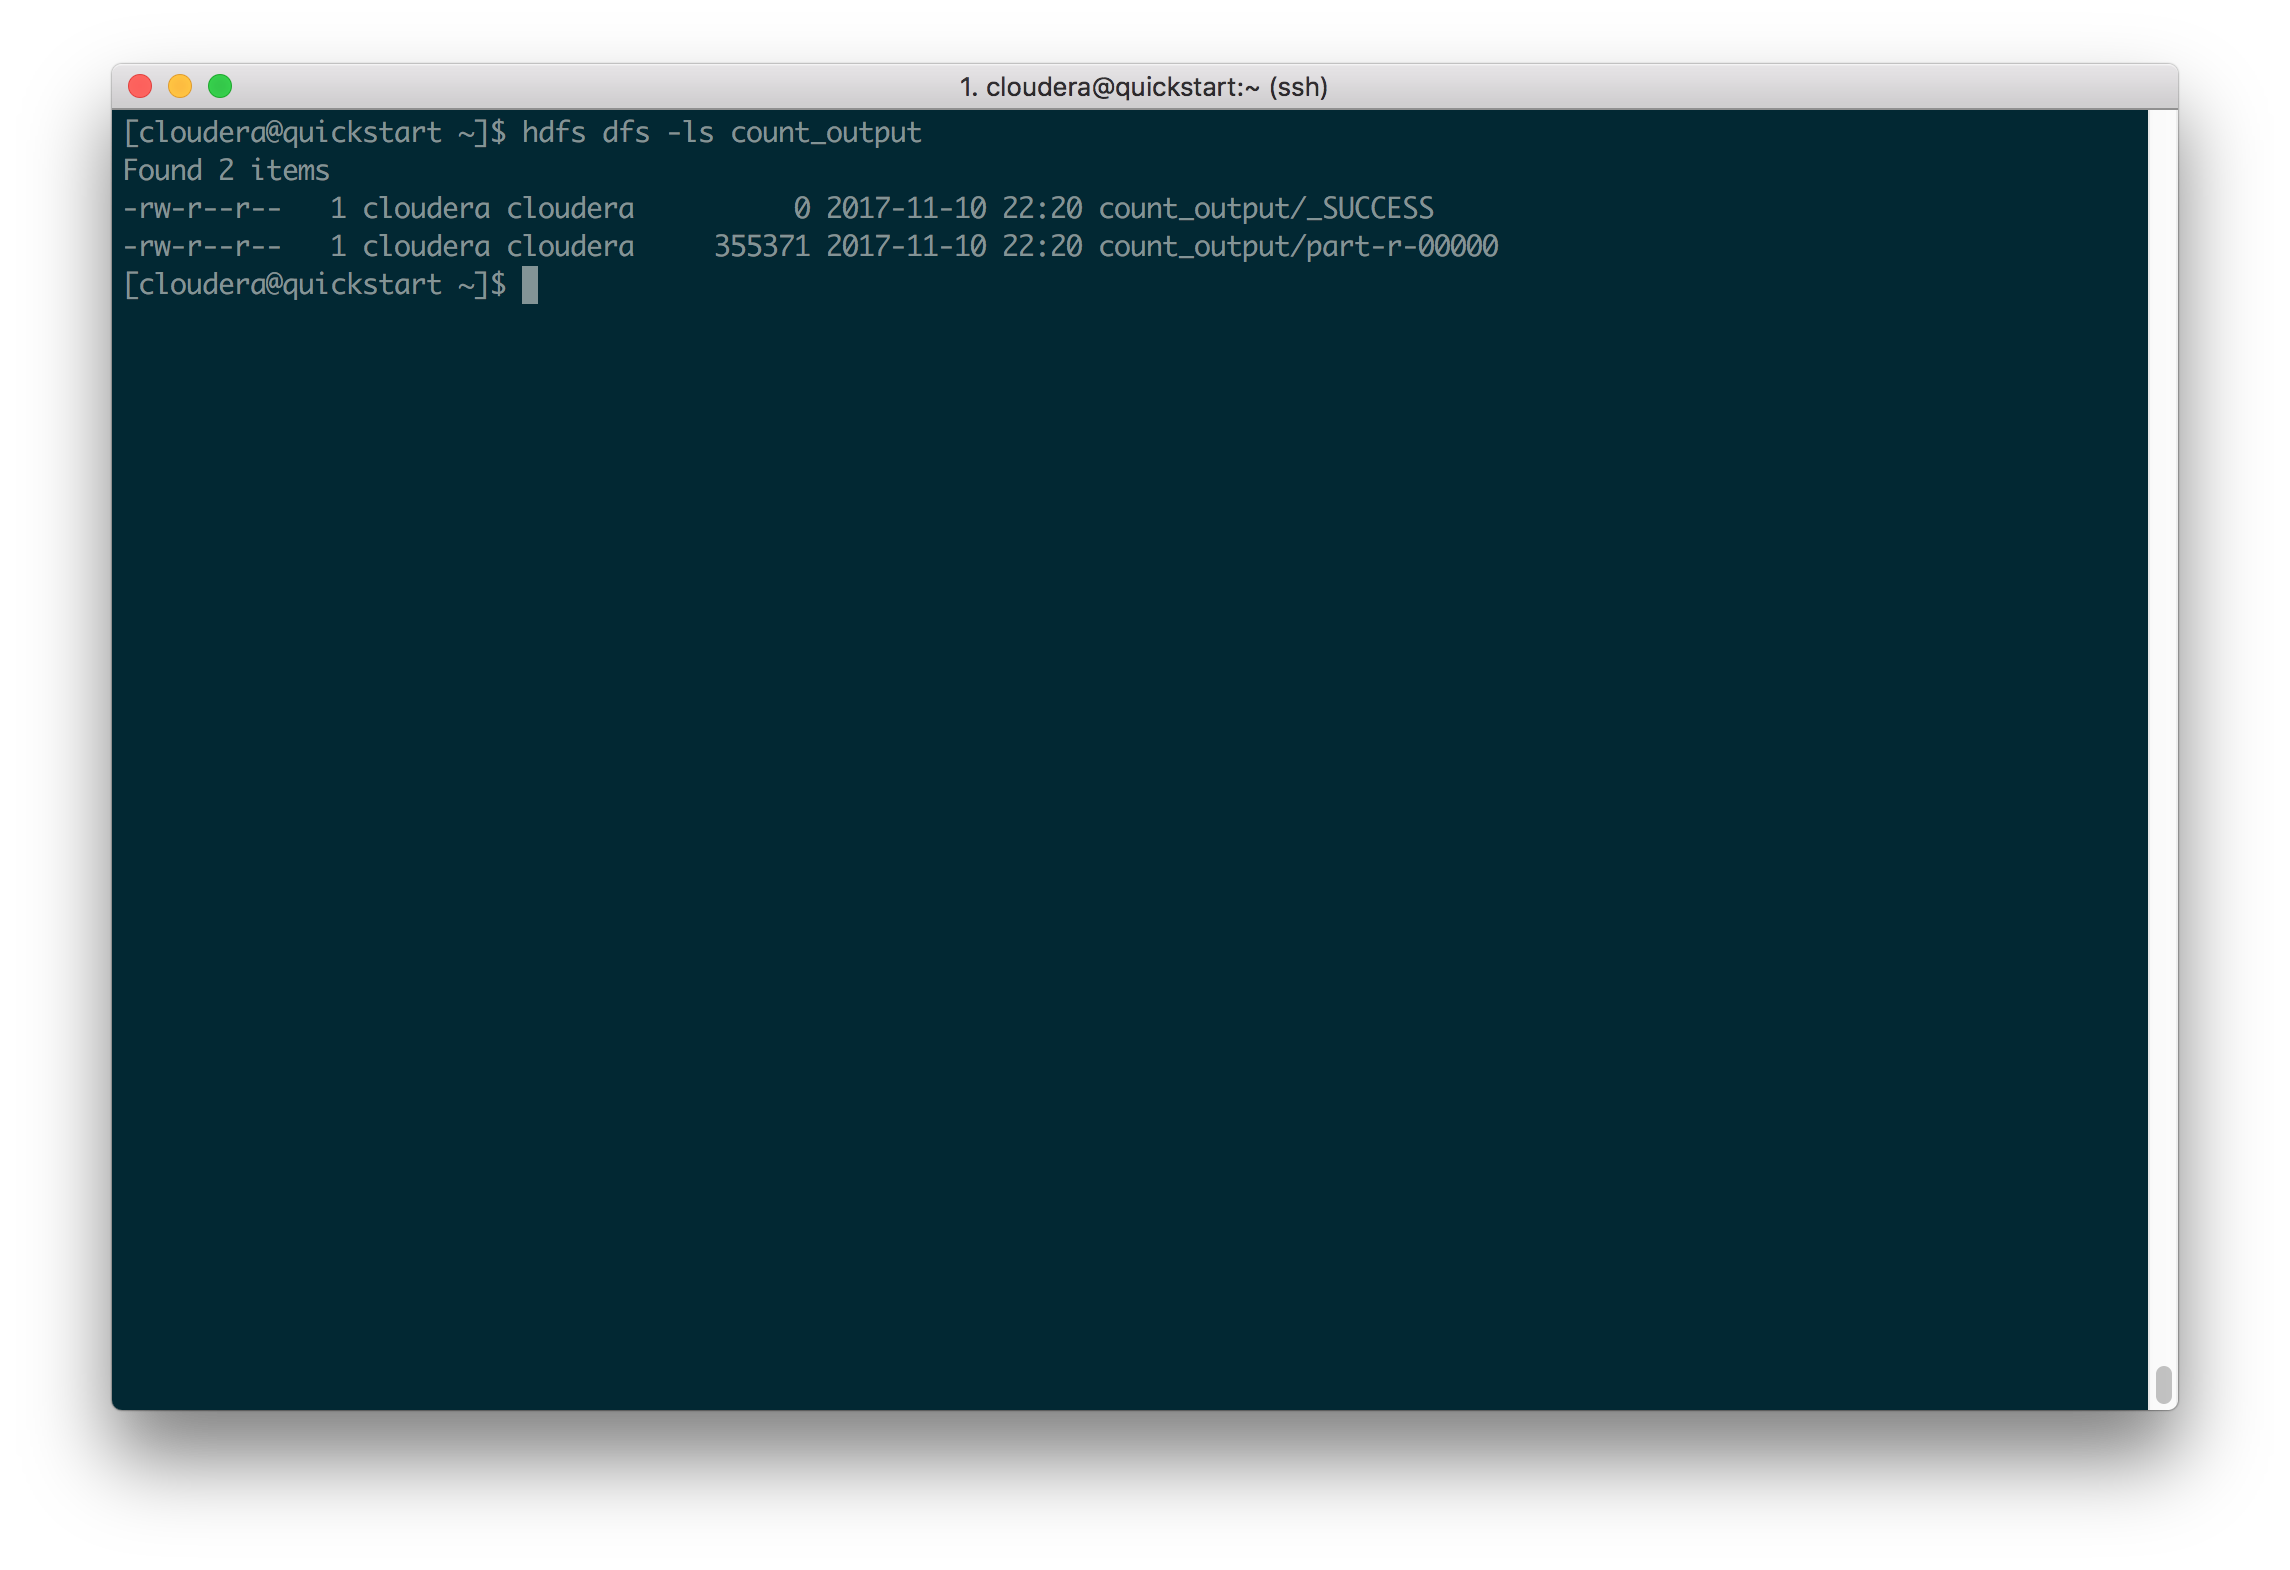 1. cloudera@quickstart:~ (ssh)
[cloudera@quickstart ~]$ hdfs dfs -ls count_output
Found 2 items
-rw-r--r--   1 cloudera cloudera          0 2017-11-10 22:20 count_output/_SUCCESS
-rw-r--r--   1 cloudera cloudera     355371 2017-11-10 22:20 count_output/part-r-00000
[cloudera@quickstart ~]$